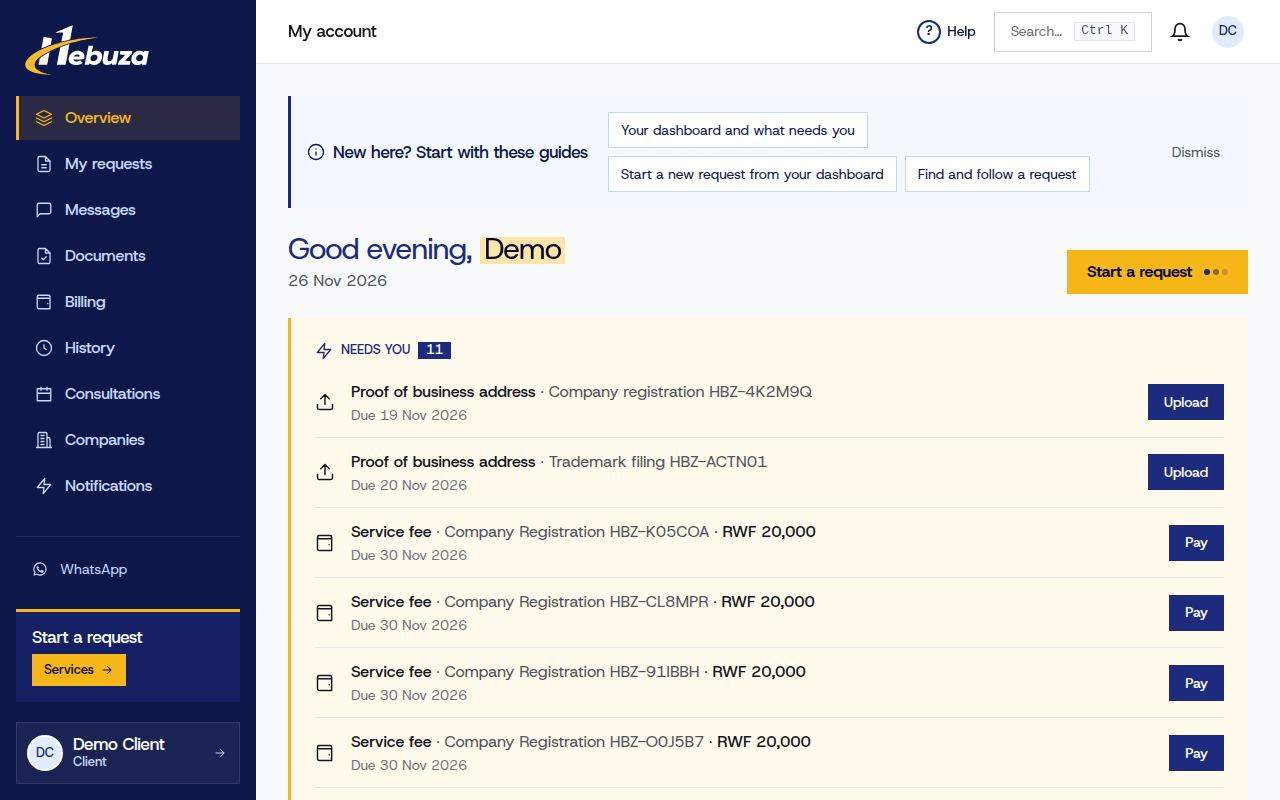 Hebuza
Overview
My requests
Messages
Documents
Billing
History
Consultations
Companies
Notifications
WhatsApp
Start a request
Services
DC
Demo Client
Client
My account
? Help
Search… Ctrl K
DC
New here? Start with these guides
Your dashboard and what needs you
Start a new request from your dashboard
Find and follow a request
Dismiss
Good evening, Demo
26 Nov 2026
Start a request
NEEDS YOU 11
Proof of business address · Company registration HBZ-4K2M9Q
Due 19 Nov 2026
Upload
Proof of business address · Trademark filing HBZ-ACTN01
Due 20 Nov 2026
Upload
Service fee · Company Registration HBZ-K05COA · RWF 20,000
Due 30 Nov 2026
Pay
Service fee · Company Registration HBZ-CL8MPR · RWF 20,000
Due 30 Nov 2026
Pay
Service fee · Company Registration HBZ-91IBBH · RWF 20,000
Due 30 Nov 2026
Pay
Service fee · Company Registration HBZ-O0J5B7 · RWF 20,000
Due 30 Nov 2026
Pay